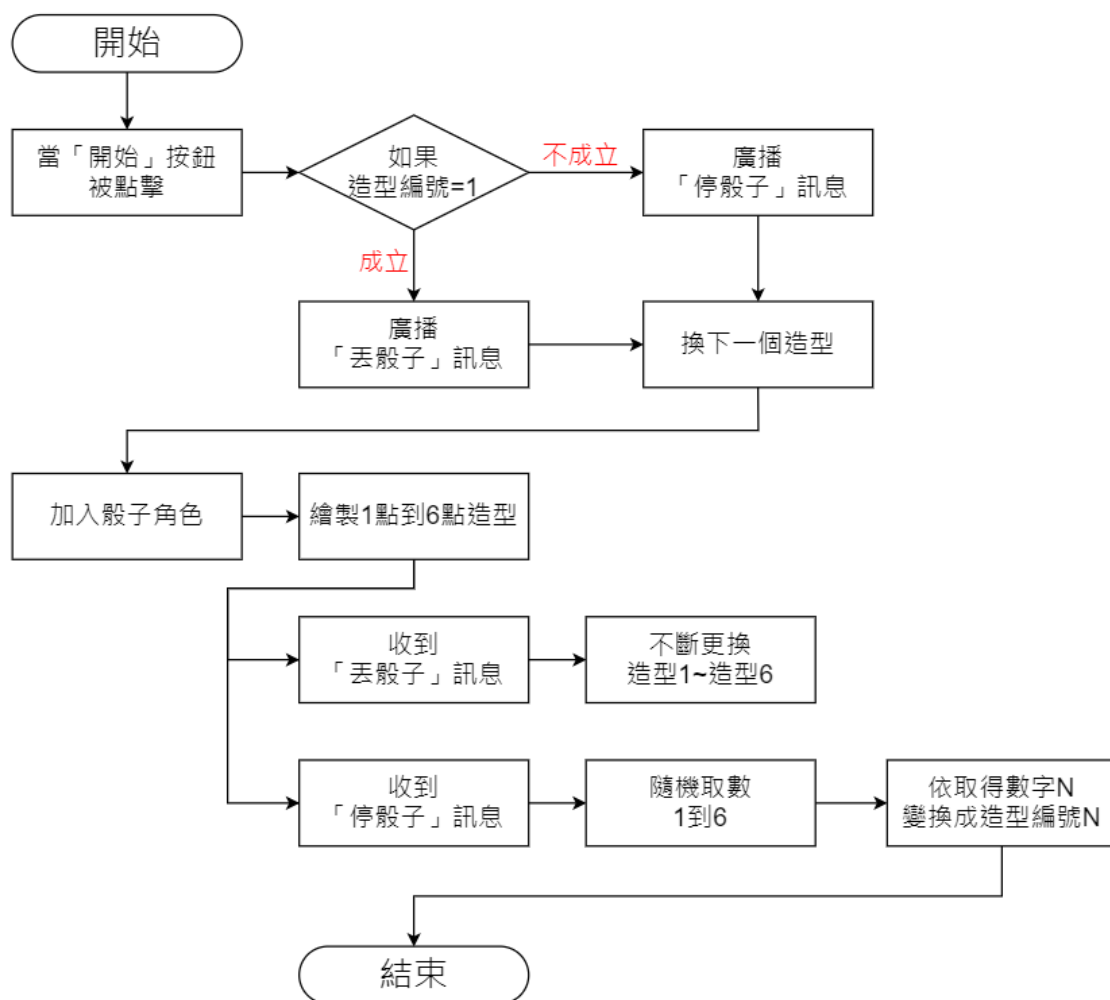 開始
當「開始」按鈕
被點擊
如果
造型編號=1
不成立
廣播
「停骰子」訊息
成立
廣播
「丟骰子」訊息
換下一個造型
加入骰子角色
繪製1點到6點造型
收到
「丟骰子」訊息
不斷更換
造型1~造型6
收到
「停骰子」訊息
隨機取數
1到6
依取得數字N
變換成造型編號N
結束